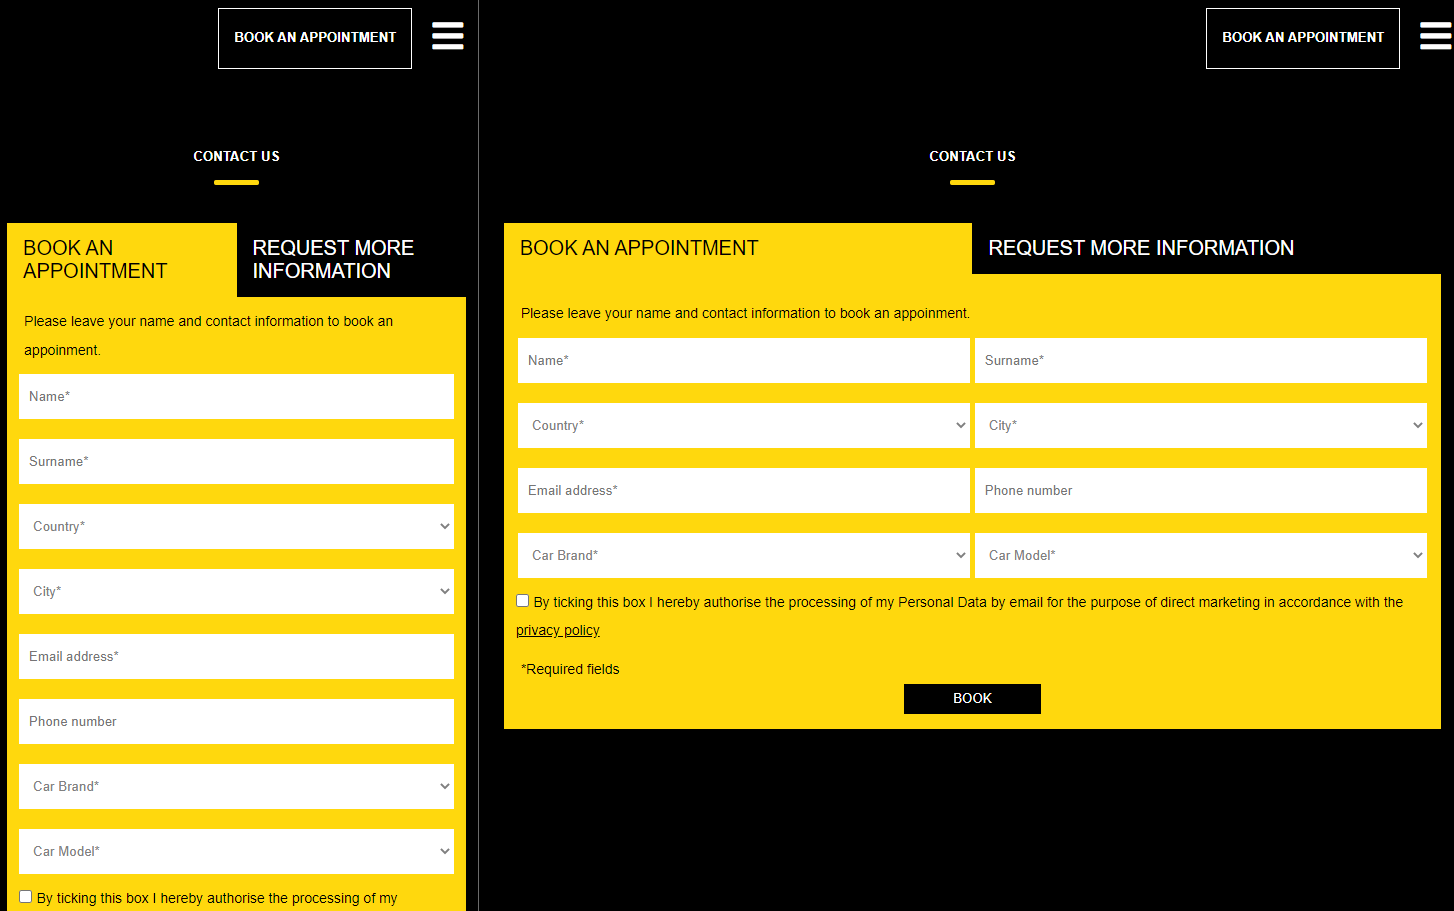 BOOK AN APPOINTMENT
CONTACT US
BOOK AN
APPOINTMENT
REQUEST MORE
INFORMATION
Please leave your name and contact information to book an
appoinment.
Name*
Surname*
Country*
City*
Email address*
Phone number
Car Brand*
Car Model*
By ticking this box I hereby authorise the processing of my
BOOK AN APPOINTMENT
CONTACT US
BOOK AN APPOINTMENT
REQUEST MORE INFORMATION
Please leave your name and contact information to book an appoinment.
Name*
Surname*
Country*
City*
Email address*
Phone number
Car Brand*
Car Model*
By ticking this box I hereby authorise the processing of my Personal Data by email for the purpose of direct marketing in accordance with the
privacy policy
*Required fields
BOOK